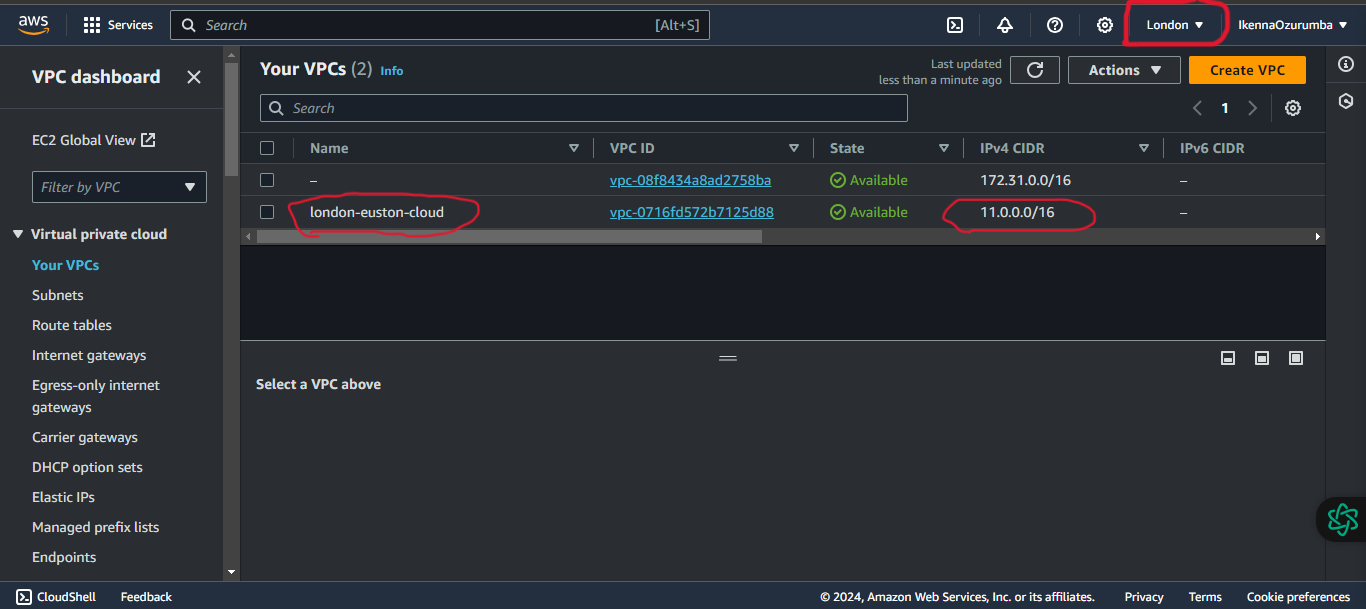 aws
Services
Search [Alt+S]
London
IkennaOzurumba
VPC dashboard
EC2 Global View
Filter by VPC
Virtual private cloud
Your VPCs
Subnets
Route tables
Internet gateways
Egress-only internet
gateways
Carrier gateways
DHCP option sets
Elastic IPs
Managed prefix lists
Endpoints
Your VPCs (2) Info
Last updated
less than a minute ago
Actions
Create VPC
Search
1
Name VPC ID State IPv4 CIDR IPv6 CIDR
– vpc-08f8434a8ad2758ba Available 172.31.0.0/16 –
london-euston-cloud vpc-0716fd572b7125d88 Available 11.0.0.0/16 –
Select a VPC above
CloudShell Feedback © 2024, Amazon Web Services, Inc. or its affiliates. Privacy Terms Cookie preferences